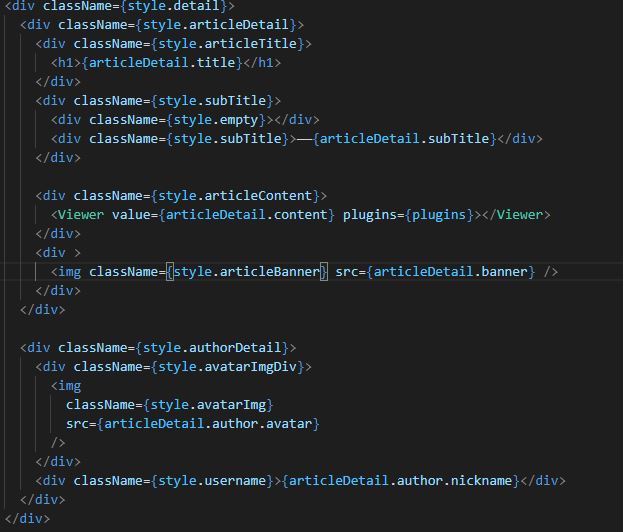 <div className={style.detail}>
<div className={style.articleDetail}>
<div className={style.articleTitle}>
<h1>{articleDetail.title}</h1>
</div>
<div className={style.subTitle}>
<div className={style.empty}></div>
<div className={style.subTitle}>——{articleDetail.subTitle}</div>
</div>
<div className={style.articleContent}>
<Viewer value={articleDetail.content} plugins={plugins}></Viewer>
</div>
<div >
<img className={style.articleBanner} src={articleDetail.banner} />
</div>
</div>
<div className={style.authorDetail}>
<div className={style.avatarImgDiv}>
<img
className={style.avatarImg}
src={articleDetail.author.avatar}
/>
</div>
<div className={style.username}>{articleDetail.author.nickname}</div>
</div>
</div>